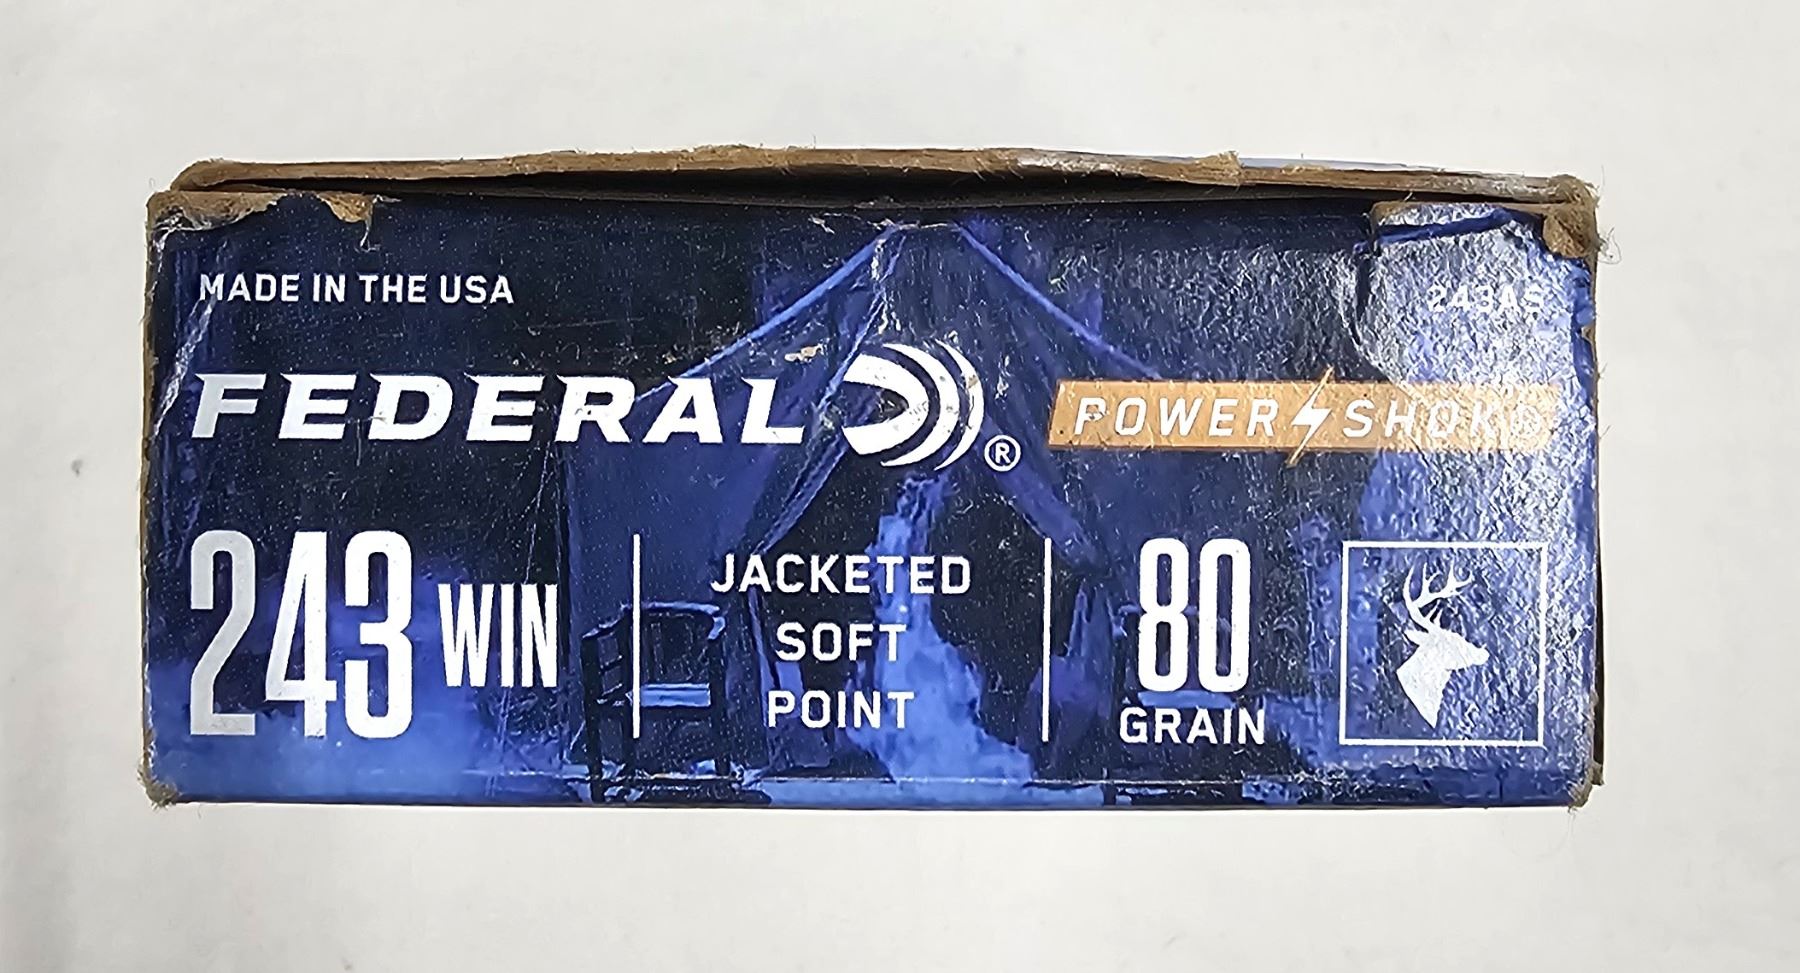 MADE IN THE USA
243AS
FEDERAL®
POWER SHOK®
243 WIN
JACKETED
SOFT
POINT
80
GRAIN